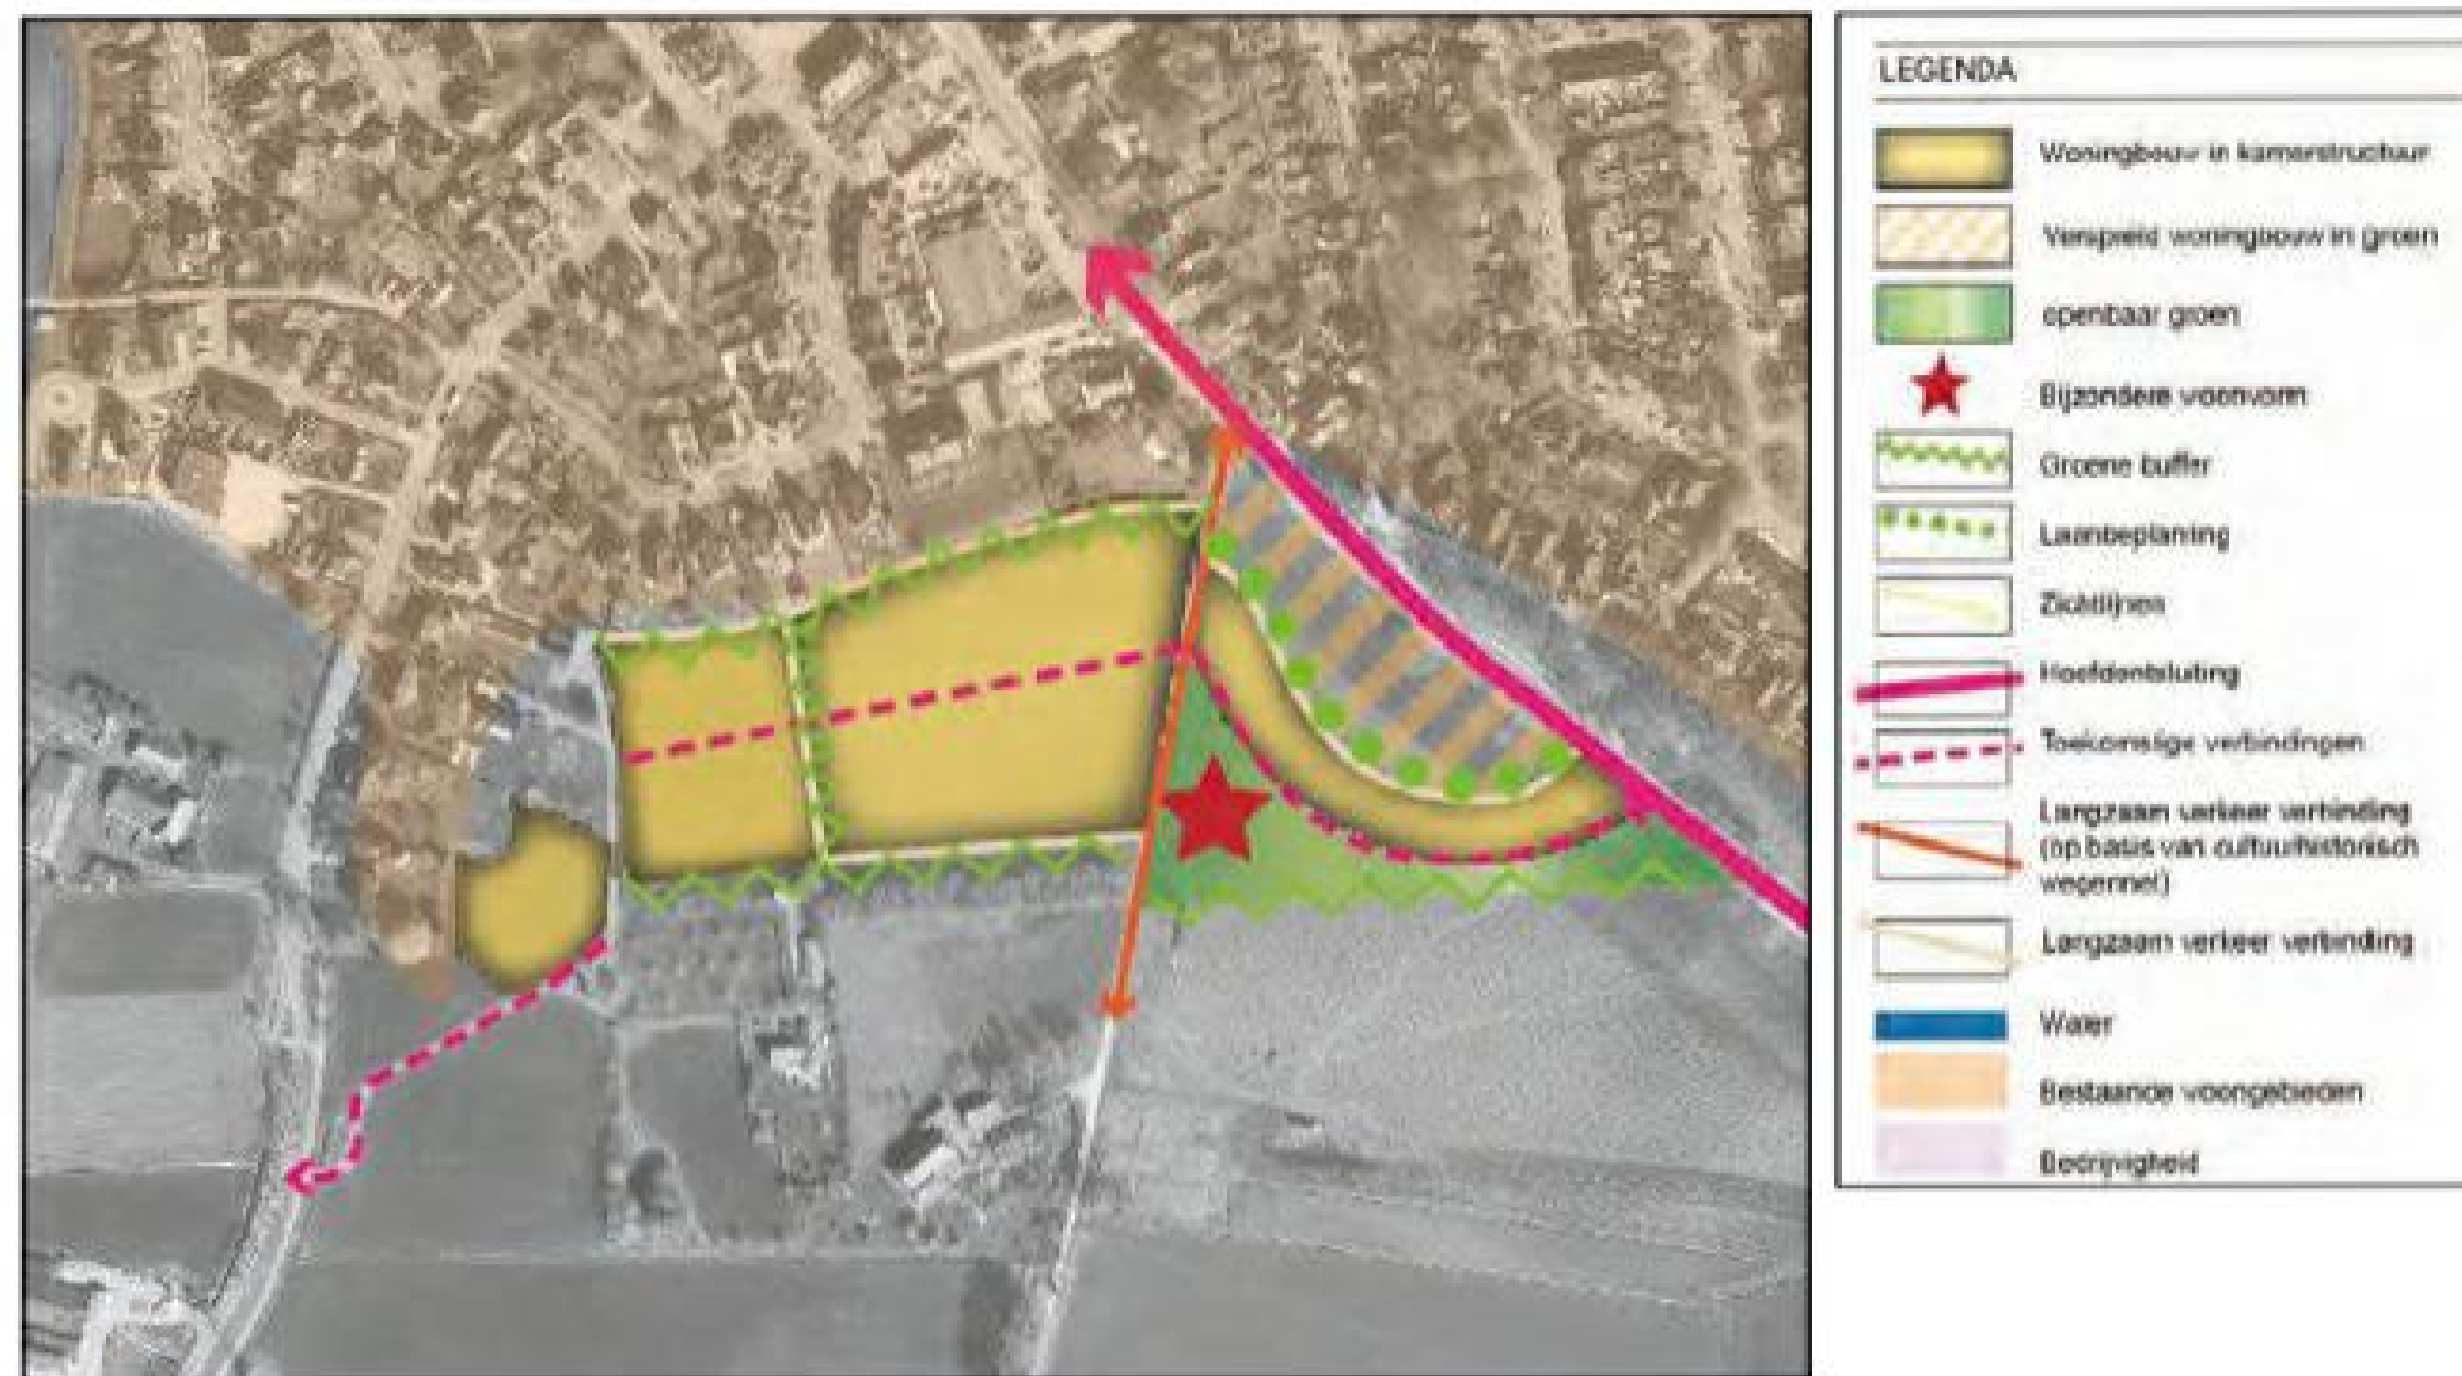 LEGENDA
Woningbouw in kamerstructuur
Verspreid woningbouw in groen
openbaar groen
Bijzondere woonvorm
Groene buffer
Laanbeplanting
Zichtlijnen
Hoofdontsluiting
Toekomstige verbindingen
Langzaam verkeer verbinding
(op basis van cultuurhistorisch
wegennet)
Langzaam verkeer verbinding
Water
Bestaande woongebieden
Bedrijvigheid